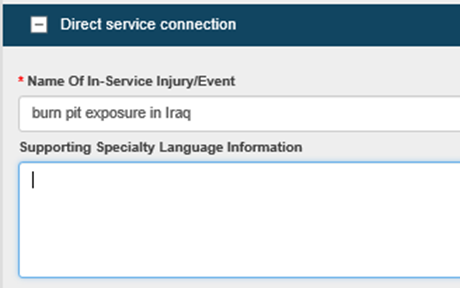 Direct service connection
* Name Of In-Service Injury/Event
burn pit exposure in Iraq
Supporting Specialty Language Information